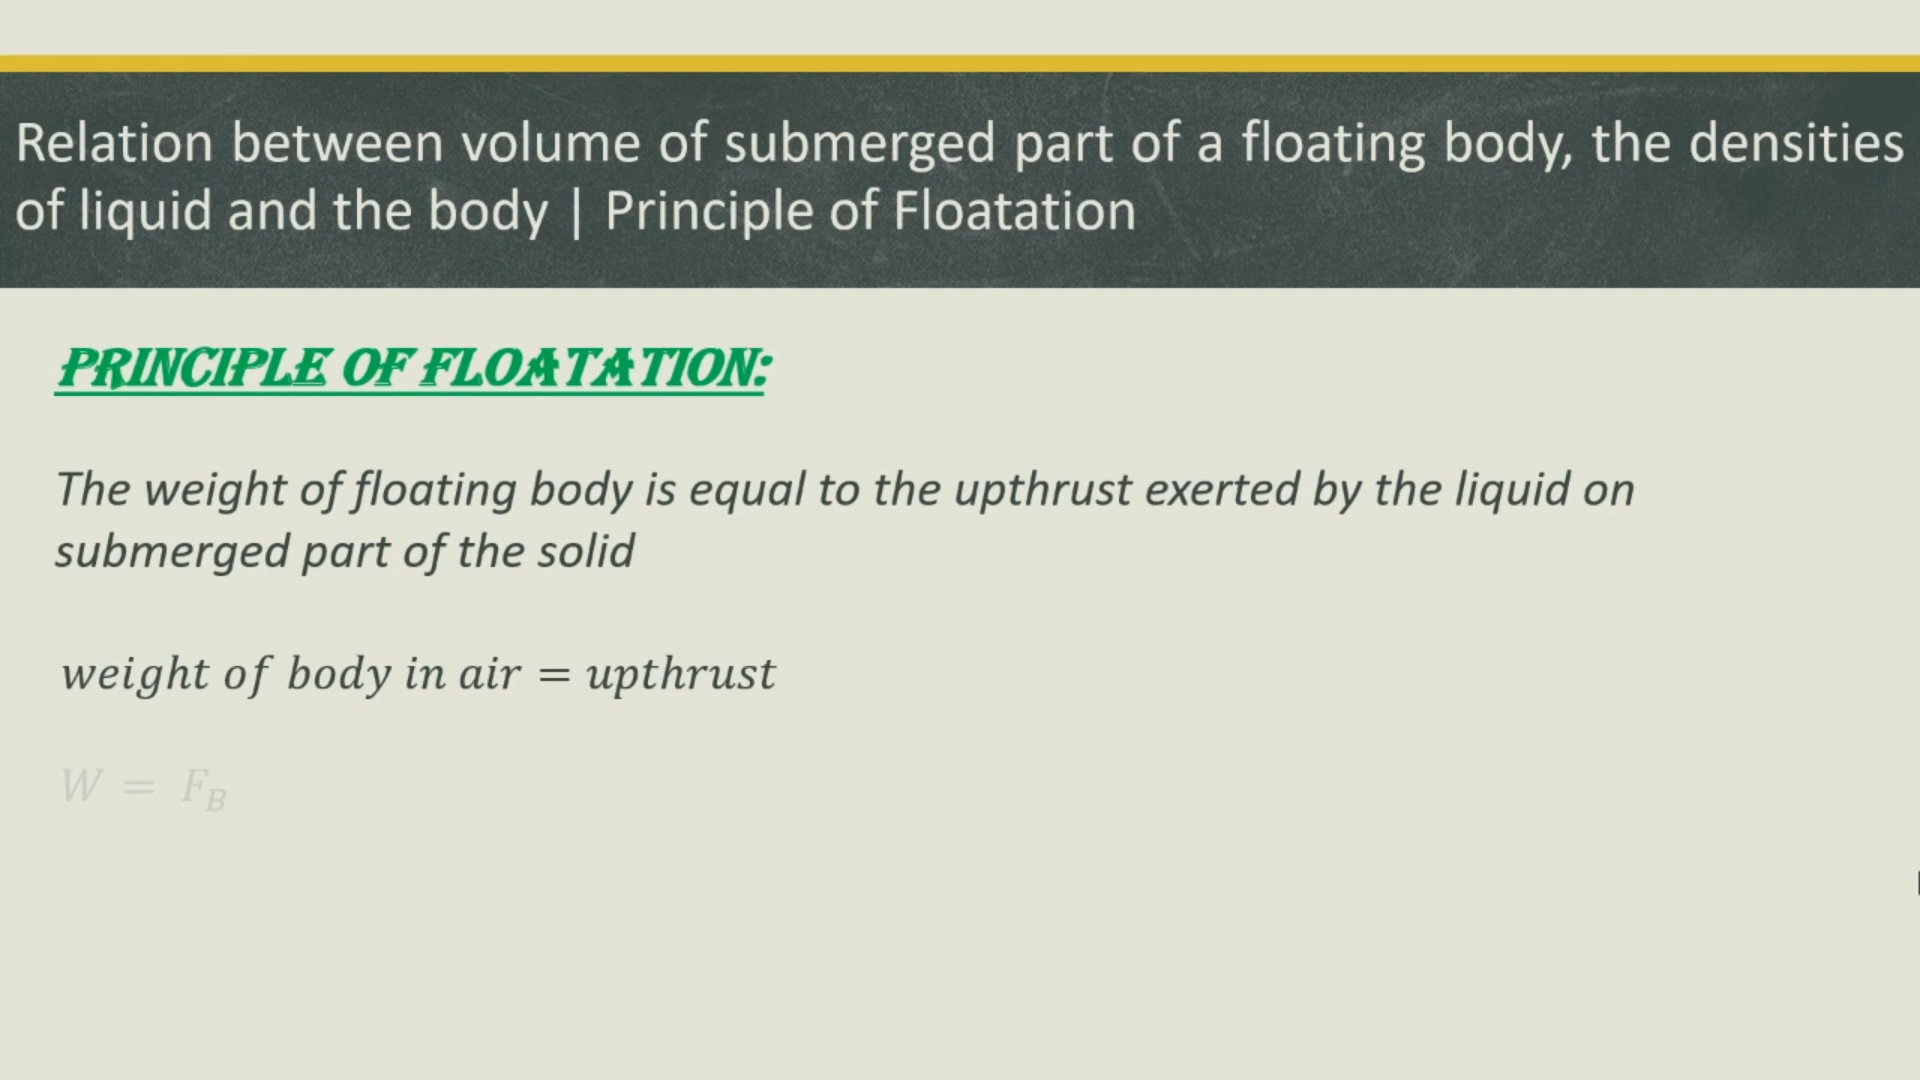 Relation between volume of submerged part of a floating body, the densities
of liquid and the body | Principle of Floatation
PRINCIPLE OF FLOATATION:
The weight of floating body is equal to the upthrust exerted by the liquid on
submerged part of the solid
weight of body in air = upthrust
W = F_B